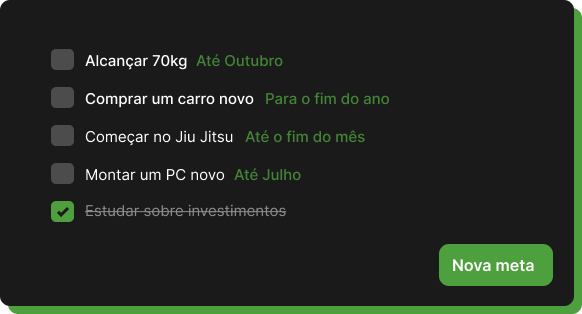 Alcançar 70kg Até Outubro
Comprar um carro novo Para o fim do ano
Começar no Jiu Jitsu Até o fim do mês
Montar um PC novo Até Julho
Estudar sobre investimentos
Nova meta